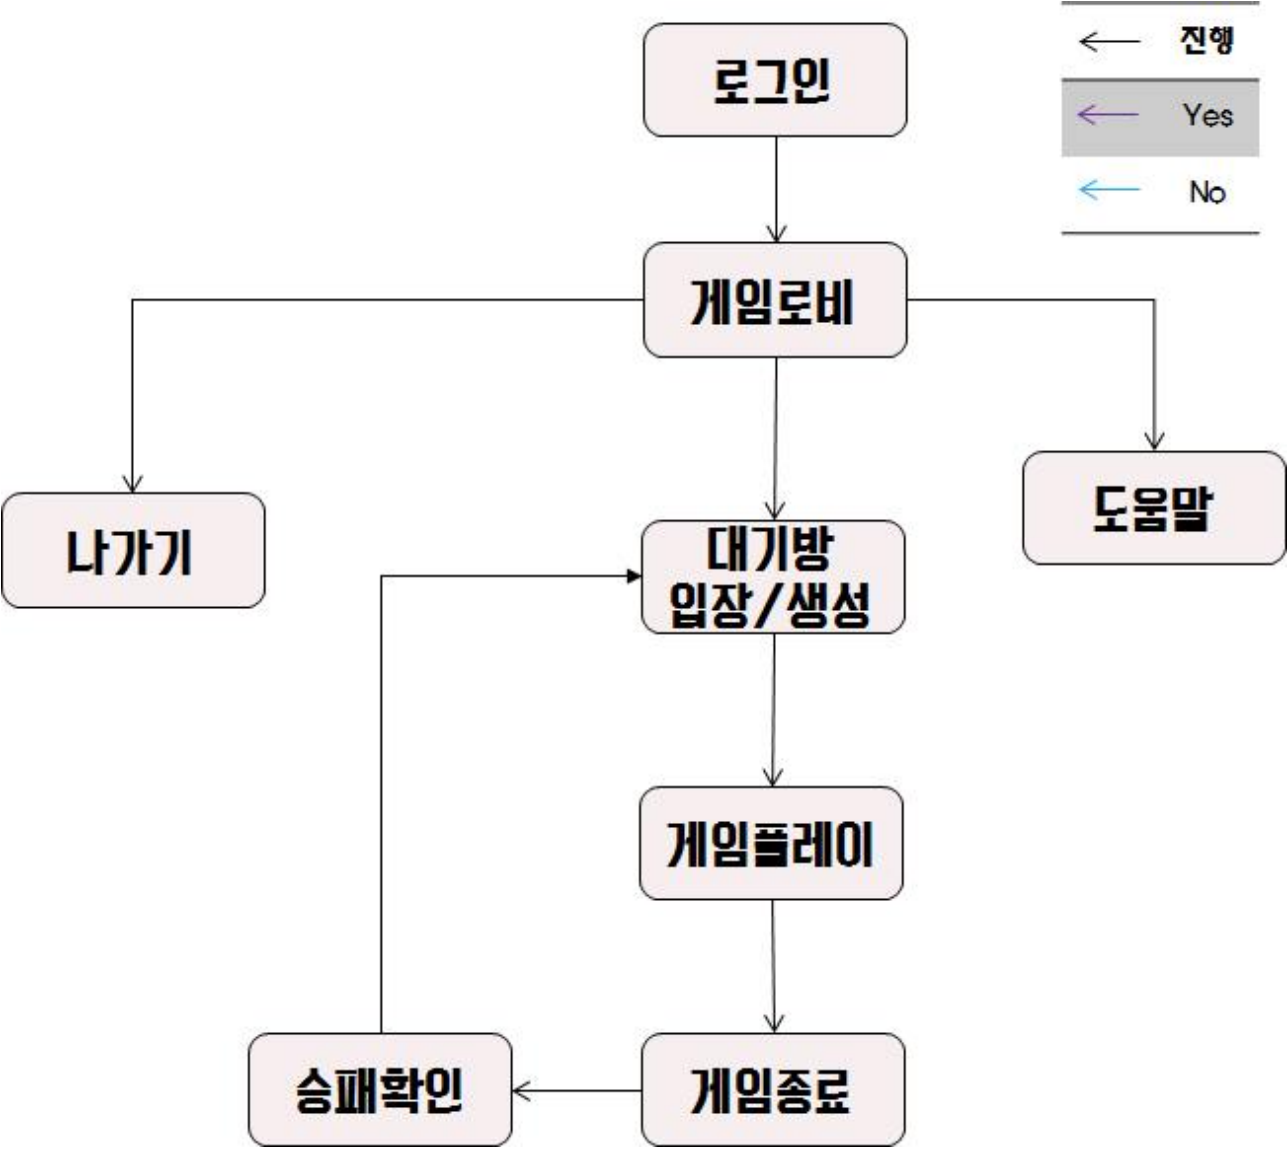 로그인
진행
Yes
No
게임로비
나가기
도움말
대기방
입장/생성
게임플레이
승패확인
게임종료